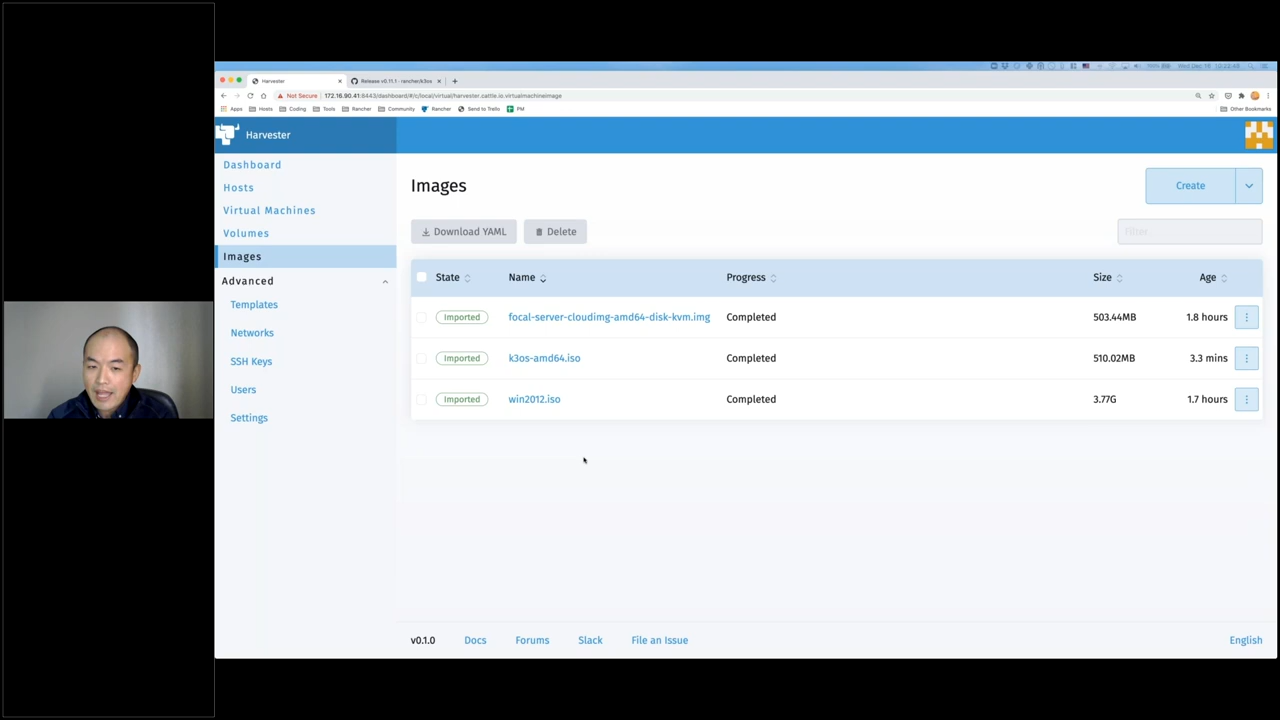 Harvester
Release v0.11.1 · rancher/k3os
Not Secure | 172.16.90.41:8443/dashboard/#/c/local/virtual/harvester.cattle.io.virtualmachineimage
Apps Hosts Coding Tools Rancher Community Rancher Send to Trello PM Other Bookmarks
Harvester
Dashboard
Hosts
Virtual Machines
Volumes
Images
Advanced
Templates
Networks
SSH Keys
Users
Settings
Images
Create
Download YAML Delete
Filter
State Name Progress Size Age
Imported focal-server-cloudimg-amd64-disk-kvm.img Completed 503.44MB 1.8 hours
Imported k3os-amd64.iso Completed 510.02MB 3.3 mins
Imported win2012.iso Completed 3.77G 1.7 hours
v0.1.0 Docs Forums Slack File an Issue English